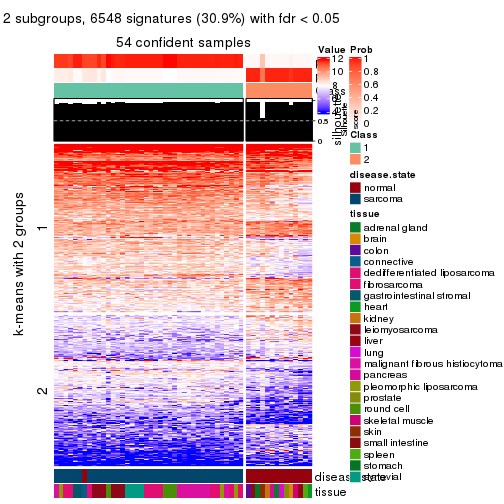 2 subgroups, 6548 signatures (30.9%) with fdr < 0.05
54 confident samples
k-means with 2 groups
1
2
silhouette
score
0.5
0
Value
12
10
8
6
Prob
1
0.8
0.6
0.4
0.2
0
Class
1
2
disease.state
normal
sarcoma
tissue
adrenal gland
brain
colon
connective
dedifferentiated liposarcoma
fibrosarcoma
gastrointestinal stromal
heart
kidney
leiomyosarcoma
liver
lung
malignant fibrous histiocytoma
pancreas
pleomorphic liposarcoma
prostate
round cell
skeletal muscle
skin
small intestine
spleen
stomach
synovial
disease.state
tissue